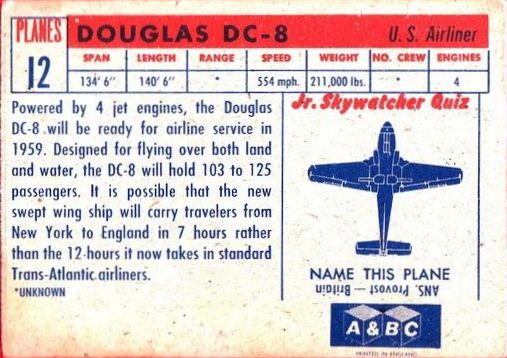 PLANES
12
DOUGLAS DC-8
U. S. Airliner
SPAN LENGTH RANGE SPEED WEIGHT NO. CREW ENGINES
134' 6" 140' 6" * 554 mph. 211,000 lbs. * 4
Powered by 4 jet engines, the Douglas
DC-8 will be ready for airline service in
1959. Designed for flying over both land
and water, the DC-8 will hold 103 to 125
passengers. It is possible that the new
swept wing ship will carry travelers from
New York to England in 7 hours rather
than the 12 hours it now takes in standard
Trans-Atlantic airliners.
*UNKNOWN
Jr. Skywatcher Quiz
NAME THIS PLANE
ANS. Provost — Britain
A & BC
PRINTED IN ENGLAND